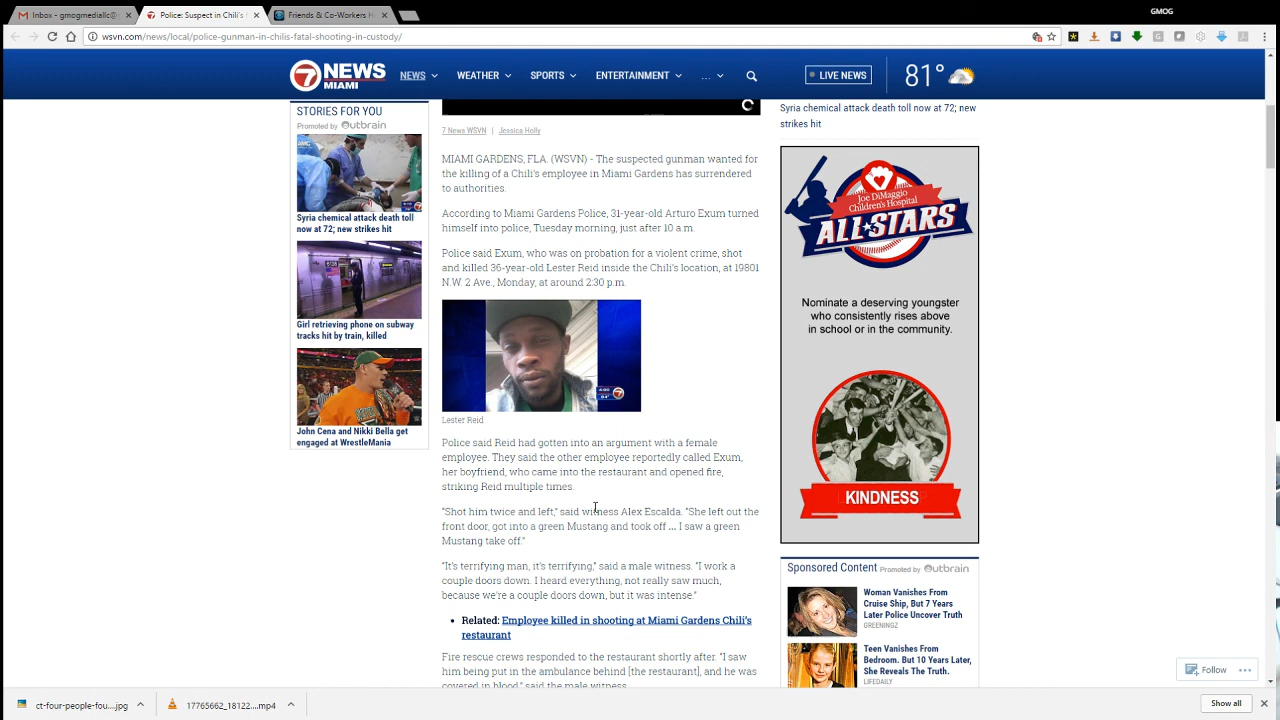 Inbox - gmogmediallc@
Police: Suspect in Chili's
Friends & Co-Workers H
GMOG
wsvn.com/news/local/police-gunman-in-chilis-fatal-shooting-in-custody/
7 NEWS
MIAMI
NEWS
WEATHER
SPORTS
ENTERTAINMENT
...
LIVE NEWS
81°
STORIES FOR YOU
Promoted by Outbrain
Syria chemical attack death toll
now at 72; new strikes hit
Girl retrieving phone on subway
tracks hit by train, killed
John Cena and Nikki Bella get
engaged at WrestleMania
7 News WSVN | Jessica Holly
MIAMI GARDENS, FLA. (WSVN) - The suspected gunman wanted for
the killing of a Chili's employee in Miami Gardens has surrendered
to authorities.
According to Miami Gardens Police, 31-year-old Arturo Exum turned
himself into police, Tuesday morning, just after 10 a.m.
Police said Exum, who was on probation for a violent crime, shot
and killed 36-year-old Lester Reid inside the Chili's location, at 19801
N.W. 2 Ave., Monday, at around 2:30 p.m.
Lester Reid
Police said Reid had gotten into an argument with a female
employee. They said the other employee reportedly called Exum,
her boyfriend, who came into the restaurant and opened fire,
striking Reid multiple times.
"Shot him twice and left," said witness Alex Escalda. "She left out the
front door, got into a green Mustang and took off ... I saw a green
Mustang take off."
"It's terrifying man, it's terrifying," said a male witness. "I work a
couple doors down. I heard everything, not really saw much,
because we're a couple doors down, but it was intense."
Related: Employee killed in shooting at Miami Gardens Chili's
restaurant
Fire rescue crews responded to the restaurant shortly after. "I saw
him being put in the ambulance behind [the restaurant], and he was
covered in blood," said the male witness.
Syria chemical attack death toll now at 72; new
strikes hit
Joe DiMaggio
Children's Hospital
ALL★STARS
Nominate a deserving youngster
who consistently rises above
in school or in the community.
KINDNESS
Sponsored Content Promoted by Outbrain
Woman Vanishes From
Cruise Ship, But 7 Years
Later Police Uncover Truth
GREENINGZ
Teen Vanishes From
Bedroom. But 10 Years Later,
She Reveals The Truth.
LIFEDAILY
Follow
ct-four-people-fou....jpg
17765662_18122....mp4
Show all